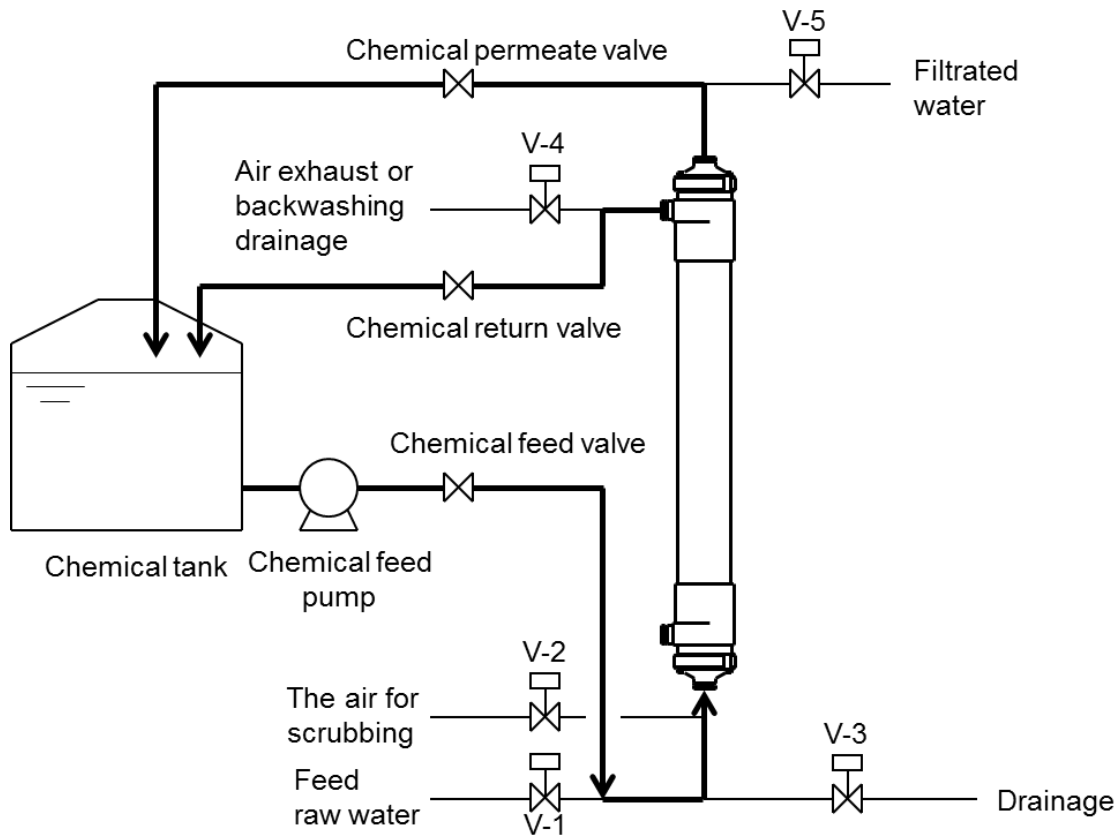 V-5
Chemical permeate valve
Filtrated
water
V-4
Air exhaust or
backwashing
drainage
Chemical return valve
Chemical feed valve
Chemical tank
Chemical feed
pump
V-2
The air for
scrubbing
V-3
Feed
raw water
V-1
Drainage